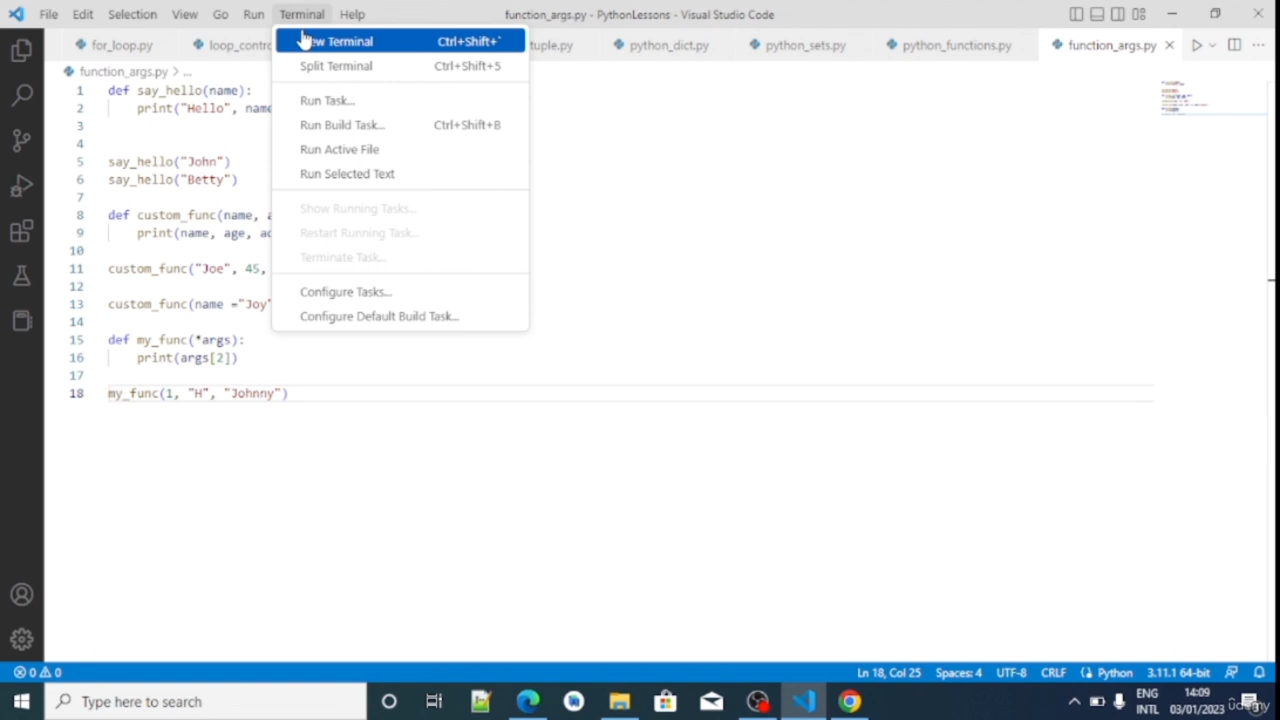 File Edit Selection View Go Run Terminal Help function_args.py - PythonLessons - Visual Studio Code
for_loop.py loop_contro tuple.py python_dict.py python_sets.py python_functions.py function_args.py
function_args.py > ...
New Terminal Ctrl+Shift+`
Split Terminal Ctrl+Shift+5
Run Task...
Run Build Task... Ctrl+Shift+B
Run Active File
Run Selected Text
Show Running Tasks...
Restart Running Task...
Terminate Task...
Configure Tasks...
Configure Default Build Task...
1 def say_hello(name):
2 print("Hello", name
3
4
5 say_hello("John")
6 say_hello("Betty")
7
8 def custom_func(name, a
9 print(name, age, ad
10
11 custom_func("Joe", 45,
12
13 custom_func(name ="Joy"
14
15 def my_func(*args):
16 print(args[2])
17
18 my_func(1, "H", "Johnny")
0 0 Ln 18, Col 25 Spaces: 4 UTF-8 CRLF Python 3.11.1 64-bit
Type here to search
ENG 14:09
INTL 03/01/2023
udemy